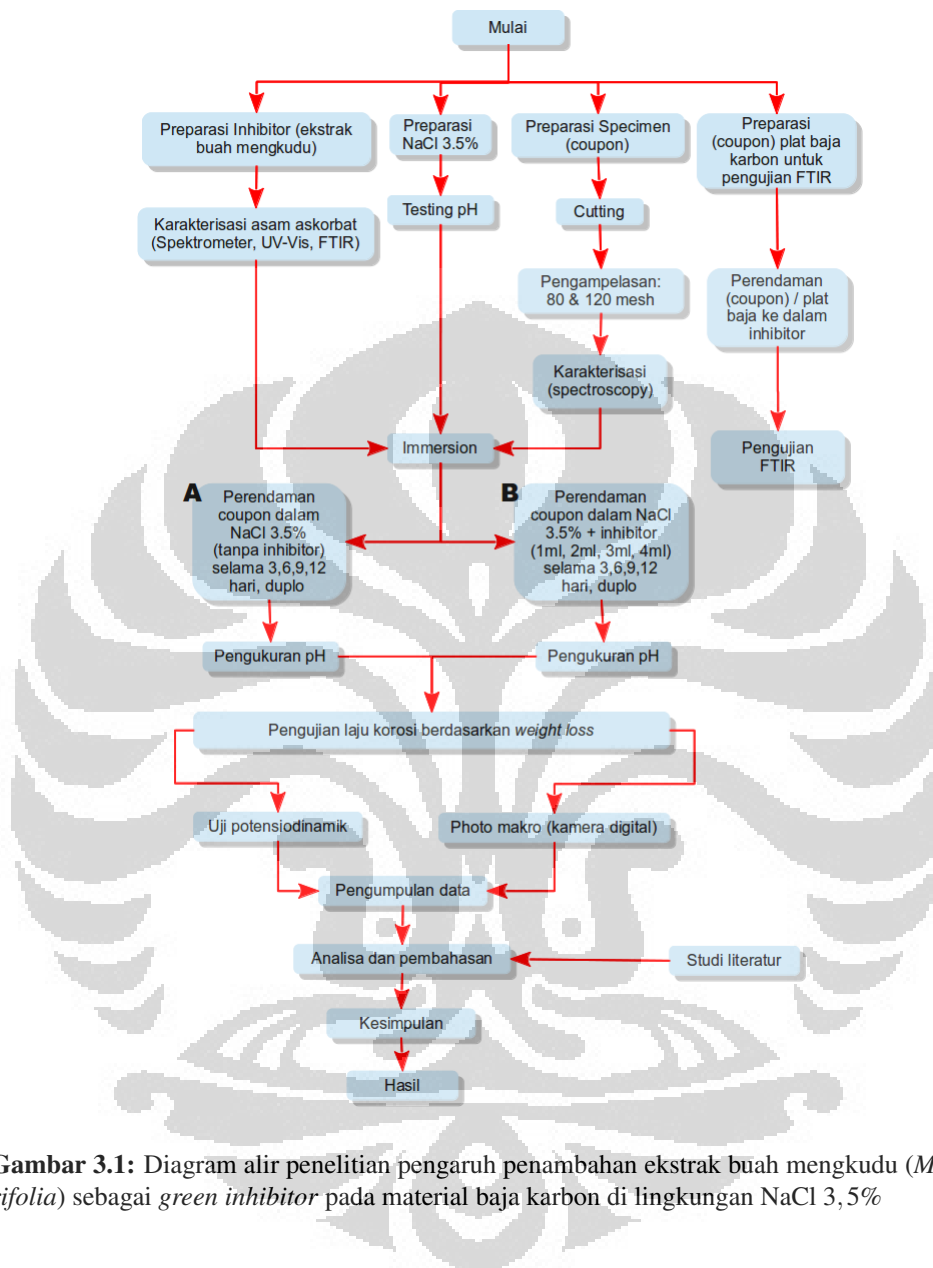 Mulai
Preparasi Inhibitor (ekstrak
buah mengkudu)
Preparasi
NaCl 3.5%
Preparasi Specimen
(coupon)
Preparasi
(coupon) plat baja
karbon untuk
pengujian FTIR
Karakterisasi asam askorbat
(Spektrometer, UV-Vis, FTIR)
Testing pH
Cutting
Pengampelasan:
80 & 120 mesh
Perendaman
(coupon) / plat
baja ke dalam
inhibitor
Karakterisasi
(spectroscopy)
Immersion
Pengujian
FTIR
A
Perendaman
coupon dalam
NaCl 3.5%
(tanpa inhibitor)
selama 3,6,9,12
hari, duplo
B
Perendaman
coupon dalam NaCl
3.5% + inhibitor
(1ml, 2ml, 3ml, 4ml)
selama 3,6,9,12
hari, duplo
Pengukuran pH
Pengukuran pH
Pengujian laju korosi berdasarkan weight loss
Uji potensiodinamik
Photo makro (kamera digital)
Pengumpulan data
Analisa dan pembahasan
Studi literatur
Kesimpulan
Hasil
Gambar 3.1: Diagram alir penelitian pengaruh penambahan ekstrak buah mengkudu (M
rifolia) sebagai green inhibitor pada material baja karbon di lingkungan NaCl 3,5%